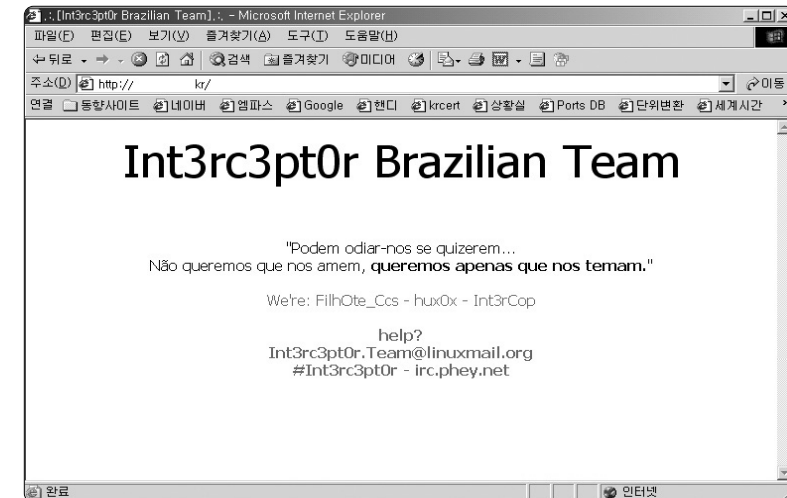 .:.[Int3rc3pt0r Brazilian Team].:. - Microsoft Internet Explorer
파일(F) 편집(E) 보기(V) 즐겨찾기(A) 도구(T) 도움말(H)
뒤로 검색 즐겨찾기 미디어
주소(D) http:// kr/ 이동
연결 동향사이트 네이버 엠파스 Google 핸디 krcert 상황실 Ports DB 단위변환 세계시간 »
Int3rc3pt0r Brazilian Team
"Podem odiar-nos se quizerem...
Não queremos que nos amem, queremos apenas que nos temam."
We're: FilhOte_Ccs - hux0x - Int3rCop
help?
Int3rc3pt0r.Team@linuxmail.org
#Int3rc3pt0r - irc.phey.net
완료 인터넷